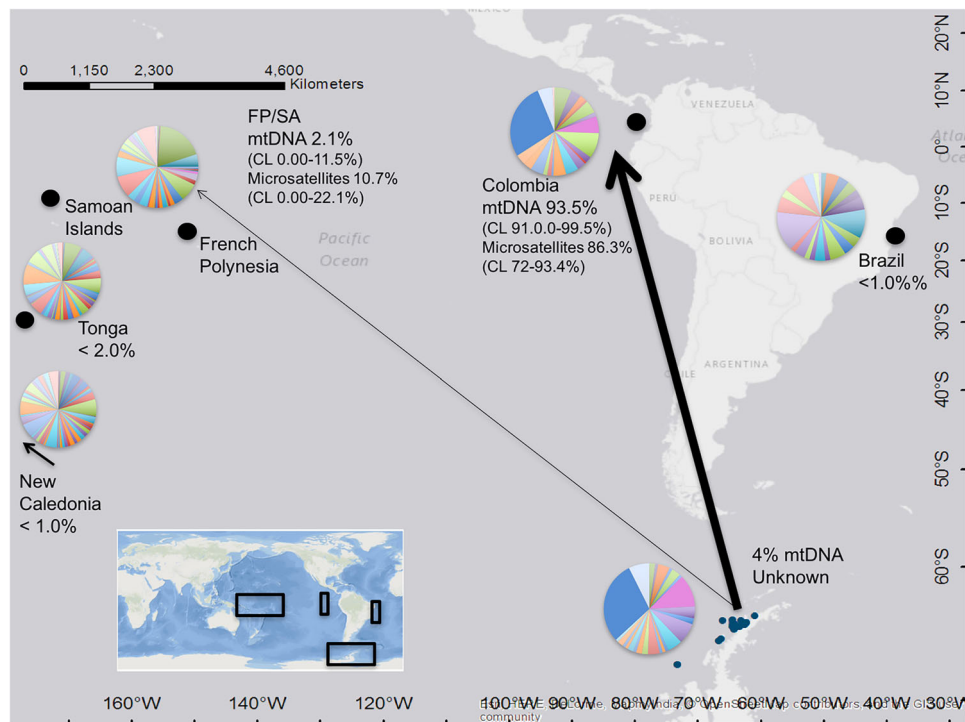 MEXICO
20°N
0 1,150 2,300 4,600
Kilometers
10°N
VENEZUELA
FP/SA
mtDNA 2.1%
(CL 0.00-11.5%)
Microsatellites 10.7%
(CL 0.00-22.1%)
0°
Colombia
mtDNA 93.5%
(CL 91.0.0-99.5%)
Microsatellites 86.3%
(CL 72-93.4%)
PERU
BOLIVIA
10°S
Samoan
Islands
French
Polynesia
Pacific
Ocean
Brazil
<1.0%%
20°S
Tonga
< 2.0%
30°S
ARGENTINA
40°S
New
Caledonia
< 1.0%
50°S
4% mtDNA
Unknown
60°S
160°W 140°W 120°W 100°W 90°W 80°W 70°W 60°W 50°W 40°W 30°W
community